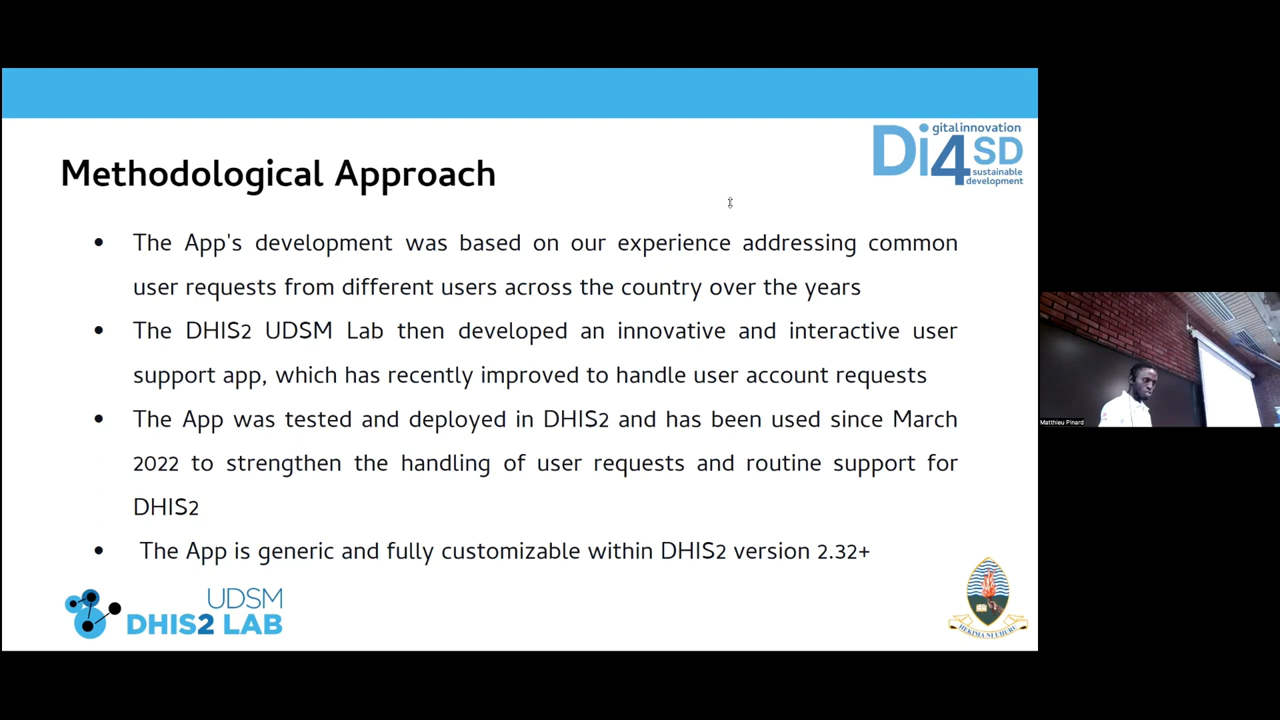 gitalinnovation
Di4SD
sustainable
development
Methodological Approach
• The App's development was based on our experience addressing common
user requests from different users across the country over the years
• The DHIS2 UDSM Lab then developed an innovative and interactive user
support app, which has recently improved to handle user account requests
• The App was tested and deployed in DHIS2 and has been used since March
2022 to strengthen the handling of user requests and routine support for
DHIS2
• The App is generic and fully customizable within DHIS2 version 2.32+
UDSM
DHIS2 LAB
HEKIMA NI UHURU
Matthieu Pinard